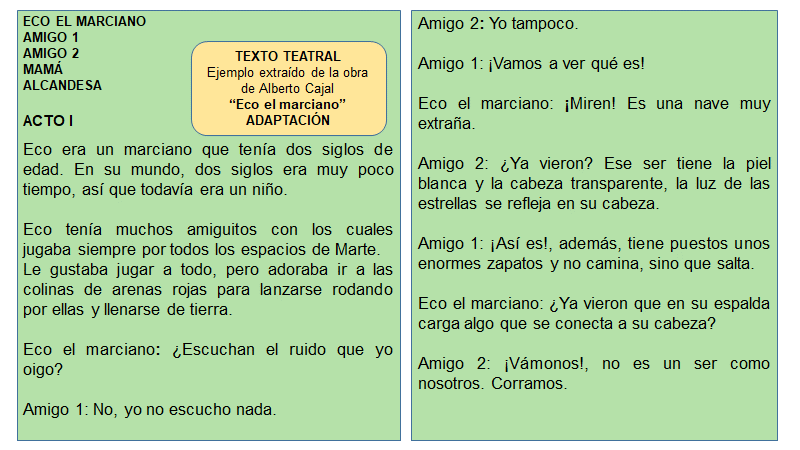 ECO EL MARCIANO
AMIGO 1
AMIGO 2
MAMÁ
ALCANDESA
TEXTO TEATRAL
Ejemplo extraído de la obra
de Alberto Cajal
“Eco el marciano”
ADAPTACIÓN
ACTO I
Eco era un marciano que tenía dos siglos de
edad. En su mundo, dos siglos era muy poco
tiempo, así que todavía era un niño.
Eco tenía muchos amiguitos con los cuales
jugaba siempre por todos los espacios de Marte.
Le gustaba jugar a todo, pero adoraba ir a las
colinas de arenas rojas para lanzarse rodando
por ellas y llenarse de tierra.
Eco el marciano: ¿Escuchan el ruido que yo
oigo?
Amigo 1: No, yo no escucho nada.
Amigo 2: Yo tampoco.
Amigo 1: ¡Vamos a ver qué es!
Eco el marciano: ¡Miren! Es una nave muy
extraña.
Amigo 2: ¿Ya vieron? Ese ser tiene la piel
blanca y la cabeza transparente, la luz de las
estrellas se refleja en su cabeza.
Amigo 1: ¡Así es!, además, tiene puestos unos
enormes zapatos y no camina, sino que salta.
Eco el marciano: ¿Ya vieron que en su espalda
carga algo que se conecta a su cabeza?
Amigo 2: ¡Vámonos!, no es un ser como
nosotros. Corramos.